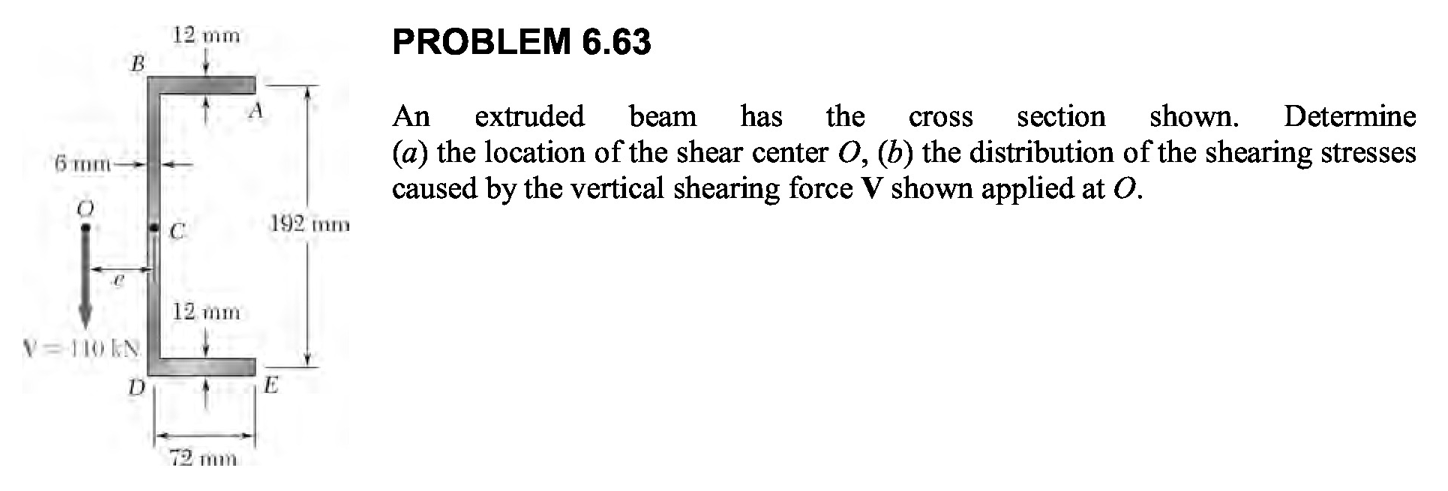 12 mm
B
A
6 mm
O
C
192 mm
e
12 mm
V = 110 kN
D
E
72 mm
PROBLEM 6.63
An extruded beam has the cross section shown. Determine
(a) the location of the shear center O, (b) the distribution of the shearing stresses
caused by the vertical shearing force V shown applied at O.